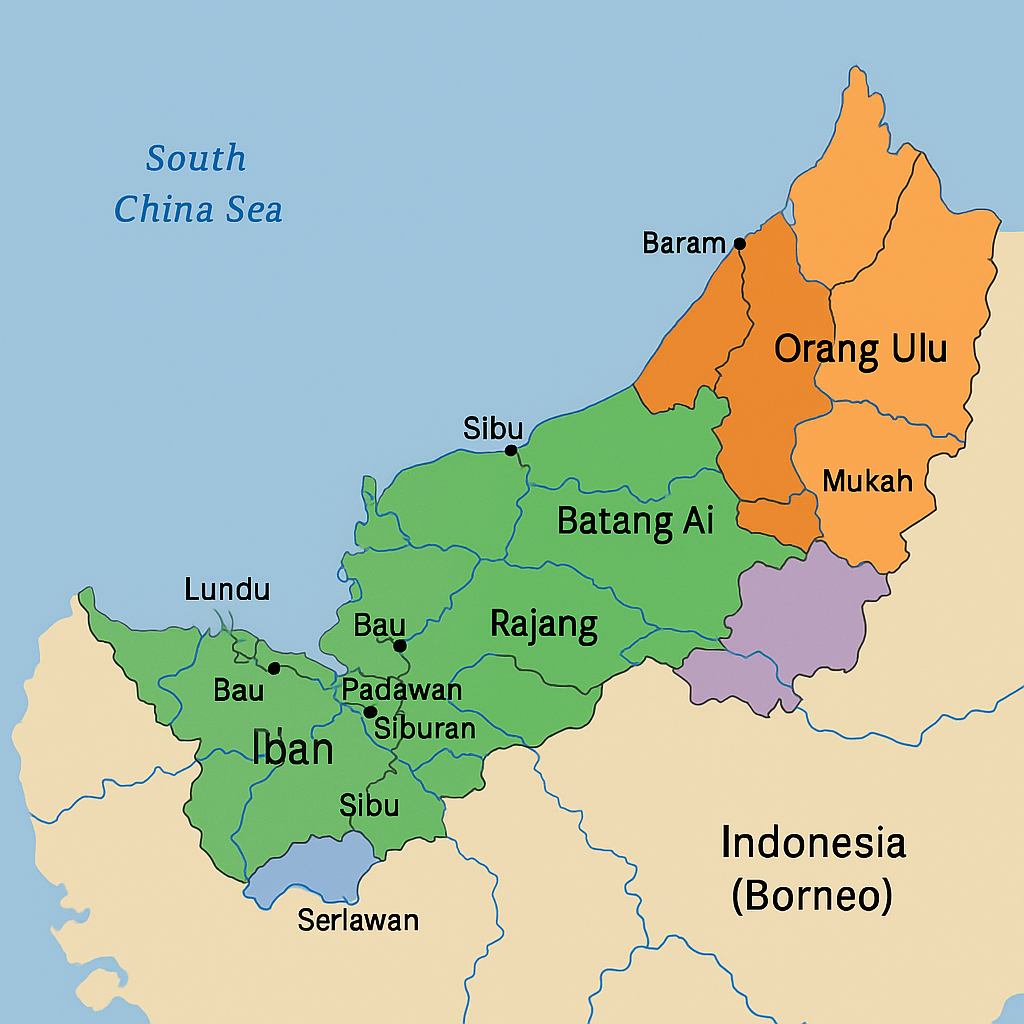 South
China Sea
Baram
Orang Ulu
Sibu
Mukah
Batang Ai
Lundu
Bau
Rajang
Bau
Padawan
Siburan
Iban
Sibu
Indonesia
(Borneo)
Serlawan